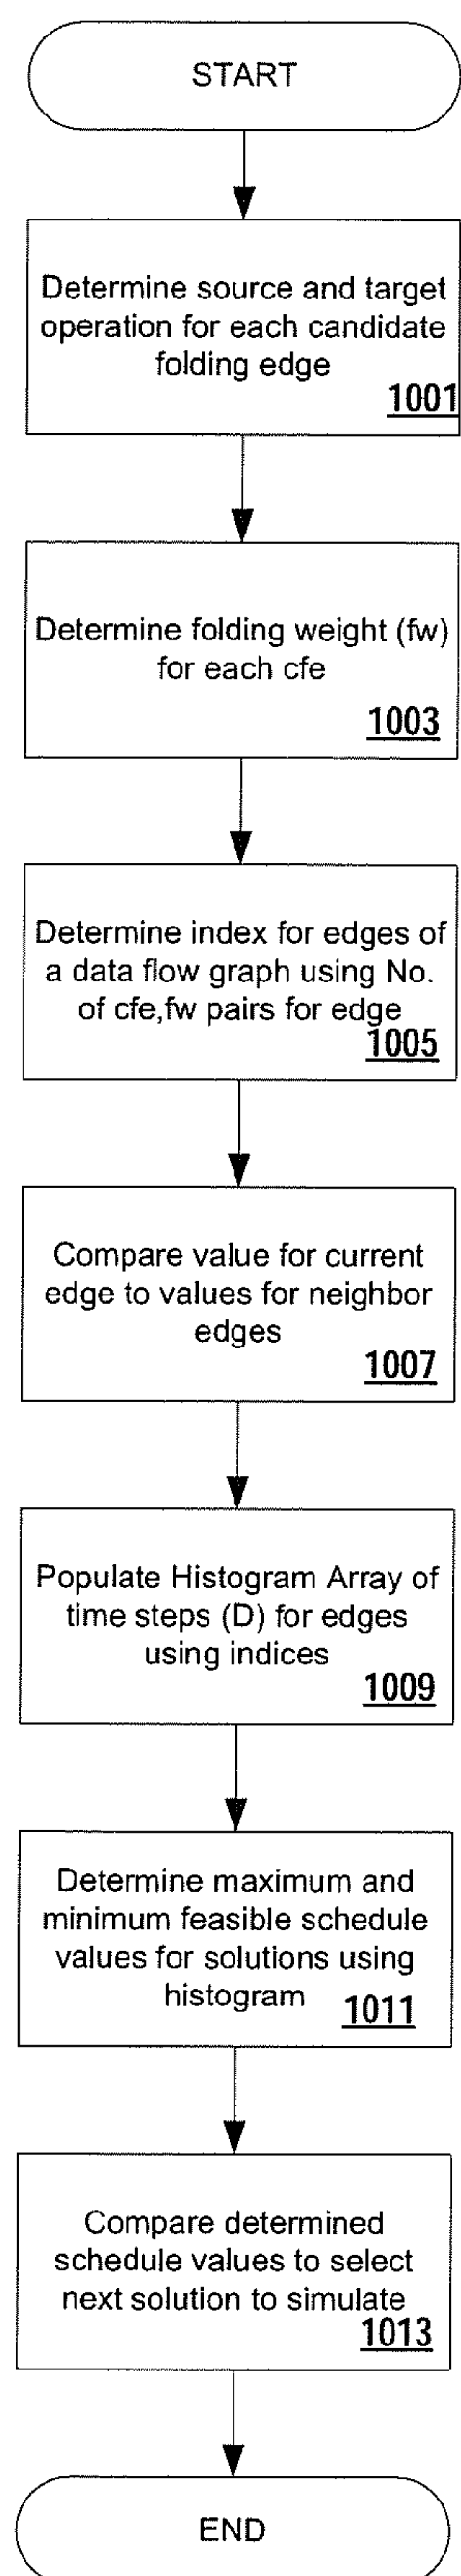 START
Determine source and target
operation for each candidate
folding edge
1001
Determine folding weight (fw)
for each cfe
1003
Determine index for edges of
a data flow graph using No.
of cfe,fw pairs for edge
1005
Compare value for current
edge to values for neighbor
edges
1007
Populate Histogram Array of
time steps (D) for edges
using indices
1009
Determine maximum and
minimum feasible schedule
values for solutions using
histogram
1011
Compare determined
schedule values to select
next solution to simulate
1013
END